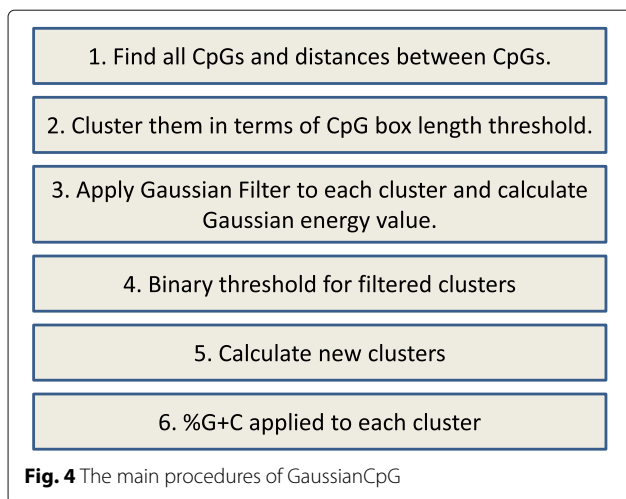 1. Find all CpGs and distances between CpGs.
2. Cluster them in terms of CpG box length threshold.
3. Apply Gaussian Filter to each cluster and calculate
Gaussian energy value.
4. Binary threshold for filtered clusters
5. Calculate new clusters
6. %G+C applied to each cluster
Fig. 4 The main procedures of GaussianCpG